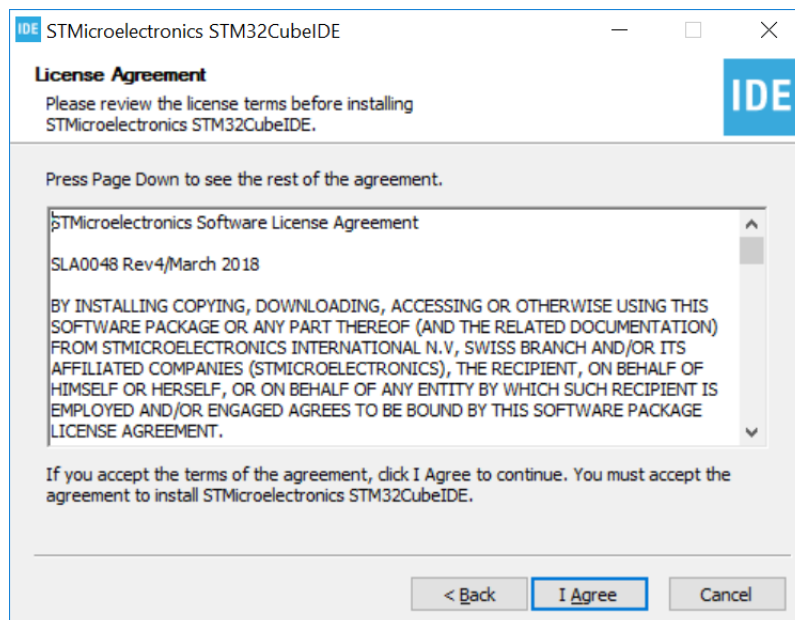 IDE STMicroelectronics STM32CubeIDE
License Agreement
Please review the license terms before installing
STMicroelectronics STM32CubeIDE.
IDE
Press Page Down to see the rest of the agreement.
STMicroelectronics Software License Agreement
SLA0048 Rev4/March 2018
BY INSTALLING COPYING, DOWNLOADING, ACCESSING OR OTHERWISE USING THIS
SOFTWARE PACKAGE OR ANY PART THEREOF (AND THE RELATED DOCUMENTATION)
FROM STMICROELECTRONICS INTERNATIONAL N.V, SWISS BRANCH AND/OR ITS
AFFILIATED COMPANIES (STMICROELECTRONICS), THE RECIPIENT, ON BEHALF OF
HIMSELF OR HERSELF, OR ON BEHALF OF ANY ENTITY BY WHICH SUCH RECIPIENT IS
EMPLOYED AND/OR ENGAGED AGREES TO BE BOUND BY THIS SOFTWARE PACKAGE
LICENSE AGREEMENT.
If you accept the terms of the agreement, click I Agree to continue. You must accept the
agreement to install STMicroelectronics STM32CubeIDE.
< Back I Agree Cancel